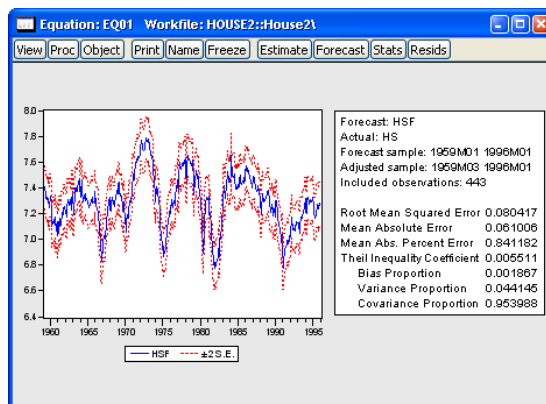 Equation: EQ01 Workfile: HOUSE2::House2\
View Proc Object Print Name Freeze Estimate Forecast Stats Resids
8.0
7.8
7.6
7.4
7.2
7.0
6.8
6.6
6.4
1960 1965 1970 1975 1980 1985 1990 1995
HSF ±2 S.E.
Forecast: HSF
Actual: HS
Forecast sample: 1959M01 1996M01
Adjusted sample: 1959M03 1996M01
Included observations: 443
Root Mean Squared Error 0.080417
Mean Absolute Error 0.061006
Mean Abs. Percent Error 0.841182
Theil Inequality Coefficient 0.005511
Bias Proportion 0.001867
Variance Proportion 0.044145
Covariance Proportion 0.953988